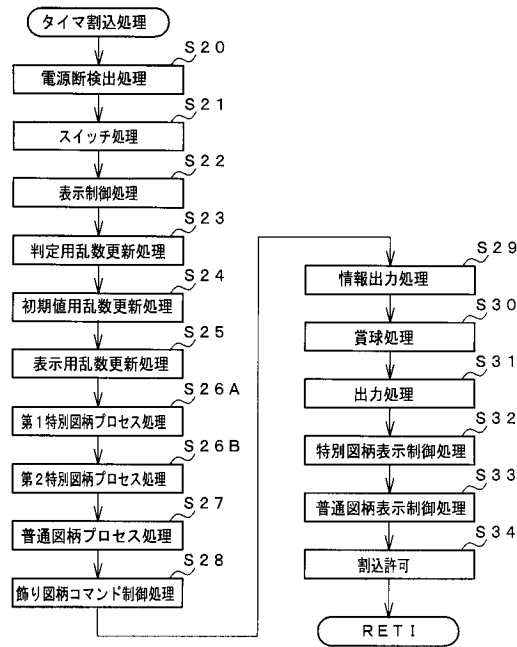 タイマ割込処理
S20
電源断検出処理
S21
スイッチ処理
S22
表示制御処理
S23
判定用乱数更新処理
S24
初期値用乱数更新処理
S25
表示用乱数更新処理
S26A
第1特別図柄プロセス処理
S26B
第2特別図柄プロセス処理
S27
普通図柄プロセス処理
S28
飾り図柄コマンド制御処理
S29
情報出力処理
S30
賞球処理
S31
出力処理
S32
特別図柄表示制御処理
S33
普通図柄表示制御処理
S34
割込許可
RETI